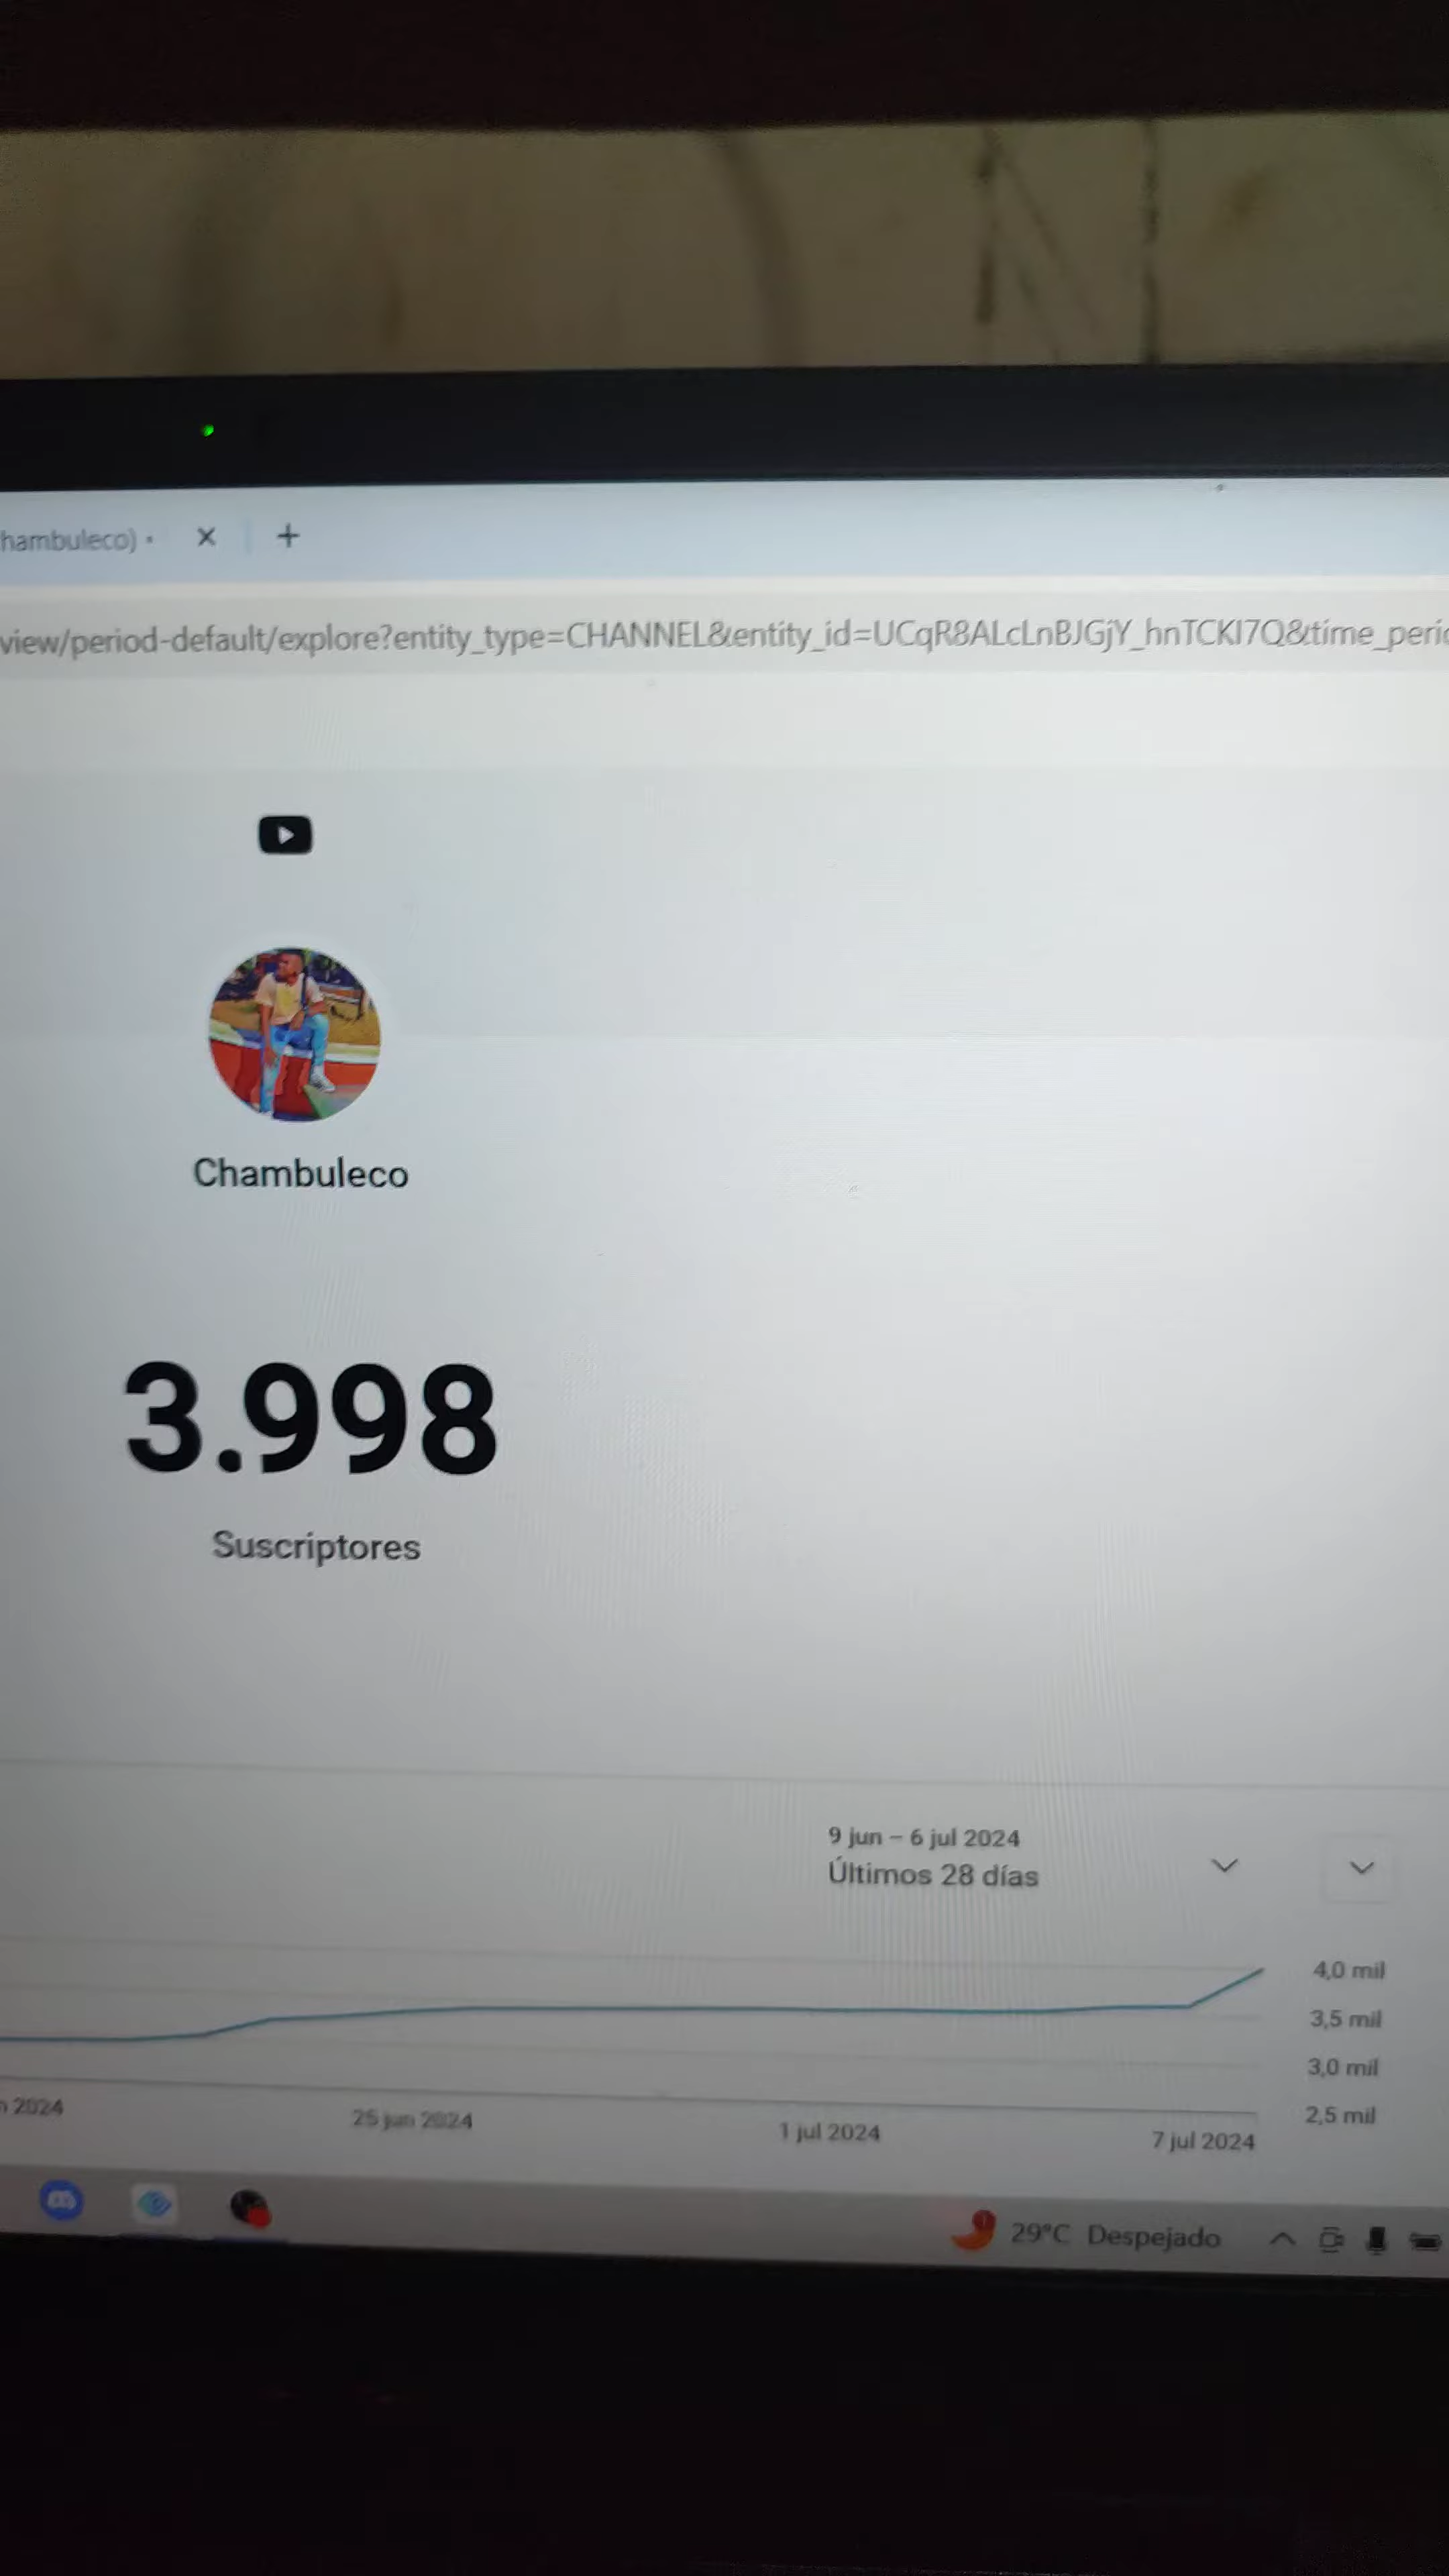 hambuleco) •
view/period-default/explore?entity_type=CHANNEL&entity_id=UCqR8ALcLnBJGjY_hnTCKI7Q&time_peri
Chambuleco
3.998
Suscriptores
9 jun – 6 jul 2024
Últimos 28 días
4,0 mil
3,5 mil
3,0 mil
2,5 mil
n 2024
25 jun 2024
1 jul 2024
7 jul 2024
29°C Despejado